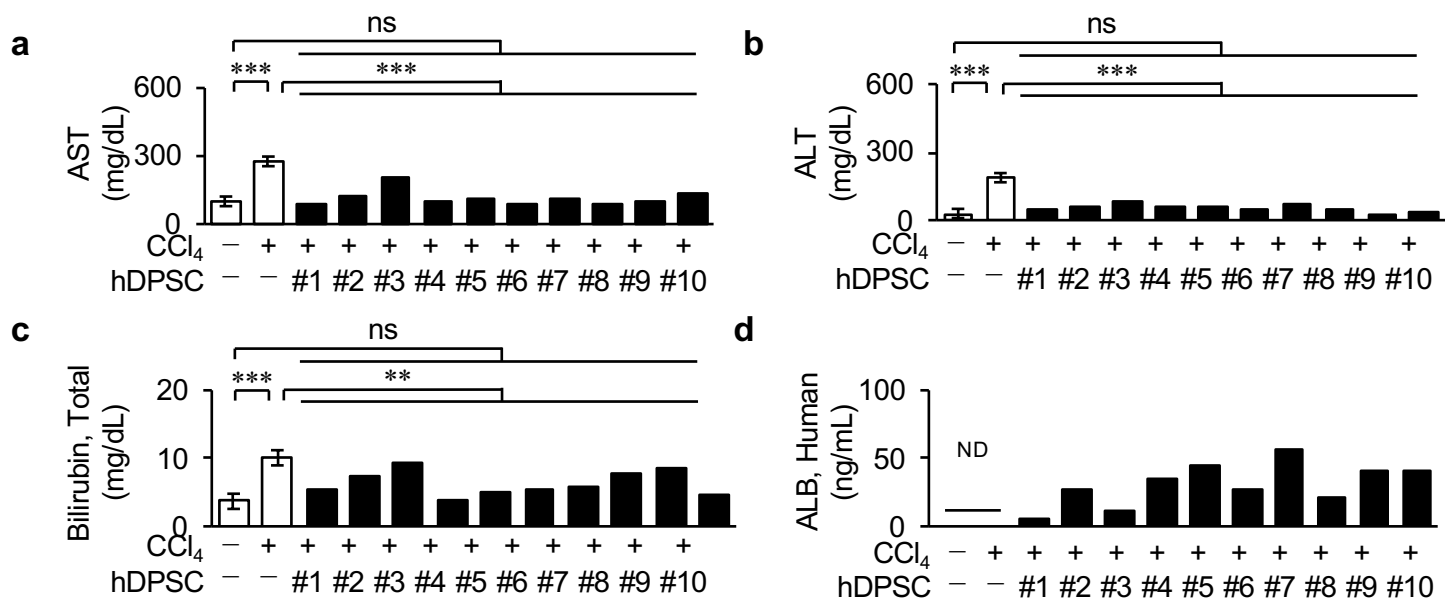 a
ns
***
***
AST
(mg/dL)
600
300
0
CCl₄ – + + + + + + + + + + +
hDPSC – – #1 #2 #3 #4 #5 #6 #7 #8 #9 #10
b
ns
***
***
ALT
(mg/dL)
600
300
0
CCl₄ – + + + + + + + + + + +
hDPSC – – #1 #2 #3 #4 #5 #6 #7 #8 #9 #10
c
ns
***
**
Bilirubin, Total
(mg/dL)
20
10
0
CCl₄ – + + + + + + + + + + +
hDPSC – – #1 #2 #3 #4 #5 #6 #7 #8 #9 #10
d
ALB, Human
(ng/mL)
100
50
0
ND
CCl₄ – + + + + + + + + + + +
hDPSC – – #1 #2 #3 #4 #5 #6 #7 #8 #9 #10